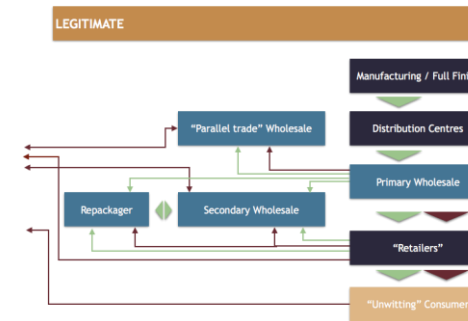 LEGITIMATE
Manufacturing / Full Fini
"Parallel trade" Wholesale
Distribution Centres
Primary Wholesale
Repackager
Secondary Wholesale
"Retailers"
"Unwitting" Consumer